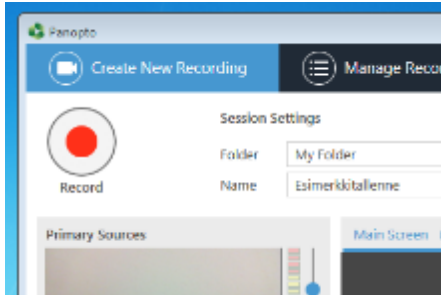 Panopto
Create New Recording
Manage Reco
Session Settings
Folder My Folder
Name Esimerkkitallenne
Record
Primary Sources
Main Screen